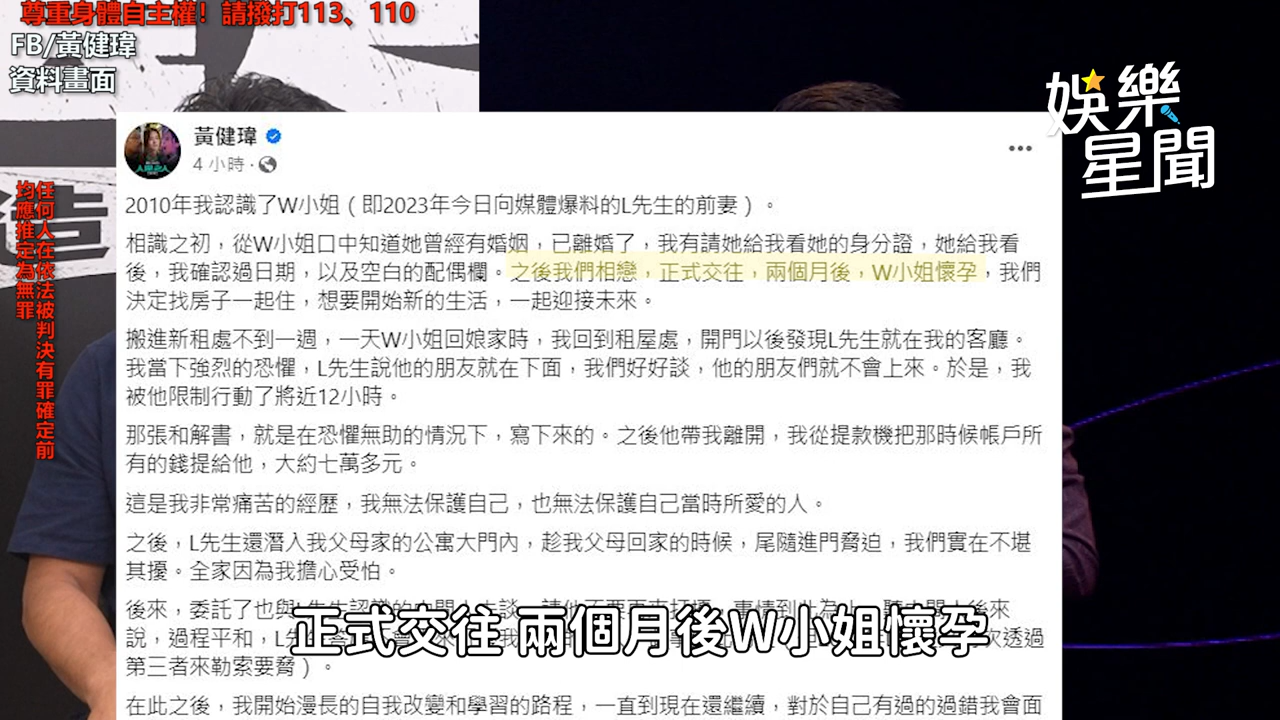 尊重身體自主權！請撥打113、110
FB/黃健瑋
資料畫面
娛樂
星聞
任何人在依法被判決有罪確定前
均應推定為無罪
造
黃健瑋
4 小時
2010年我認識了W小姐（即2023年今日向媒體爆料的L先生的前妻）。
相識之初，從W小姐口中知道她曾經有婚姻，已離婚了，我有請她給我看她的身分證，她給我看
後，我確認過日期，以及空白的配偶欄。之後我們相戀，正式交往，兩個月後，W小姐懷孕，我們
決定找房子一起住，想要開始新的生活，一起迎接未來。
搬進新租處不到一週，一天W小姐回娘家時，我回到租屋處，開門以後發現L先生就在我的客廳。
我當下強烈的恐懼，L先生說他的朋友就在下面，我們好好談，他的朋友們就不會上來。於是，我
被他限制行動了將近12小時。
那張和解書，就是在恐懼無助的情況下，寫下來的。之後他帶我離開，我從提款機把那時候帳戶所
有的錢提給他，大約七萬多元。
這是我非常痛苦的經歷，我無法保護自己，也無法保護自己當時所愛的人。
之後，L先生還潛入我父母家的公寓大門內，趁我父母回家的時候，尾隨進門脅迫，我們實在不堪
其擾。全家因為我擔心受怕。
後來，委託了也與
說，過程平和，
次透過
第三者來勒索要脅）。
正式交往 兩個月後W小姐懷孕
在此之後，我開始漫長的自我改變和學習的路程，一直到現在還繼續，對於自己有過的過錯我會面